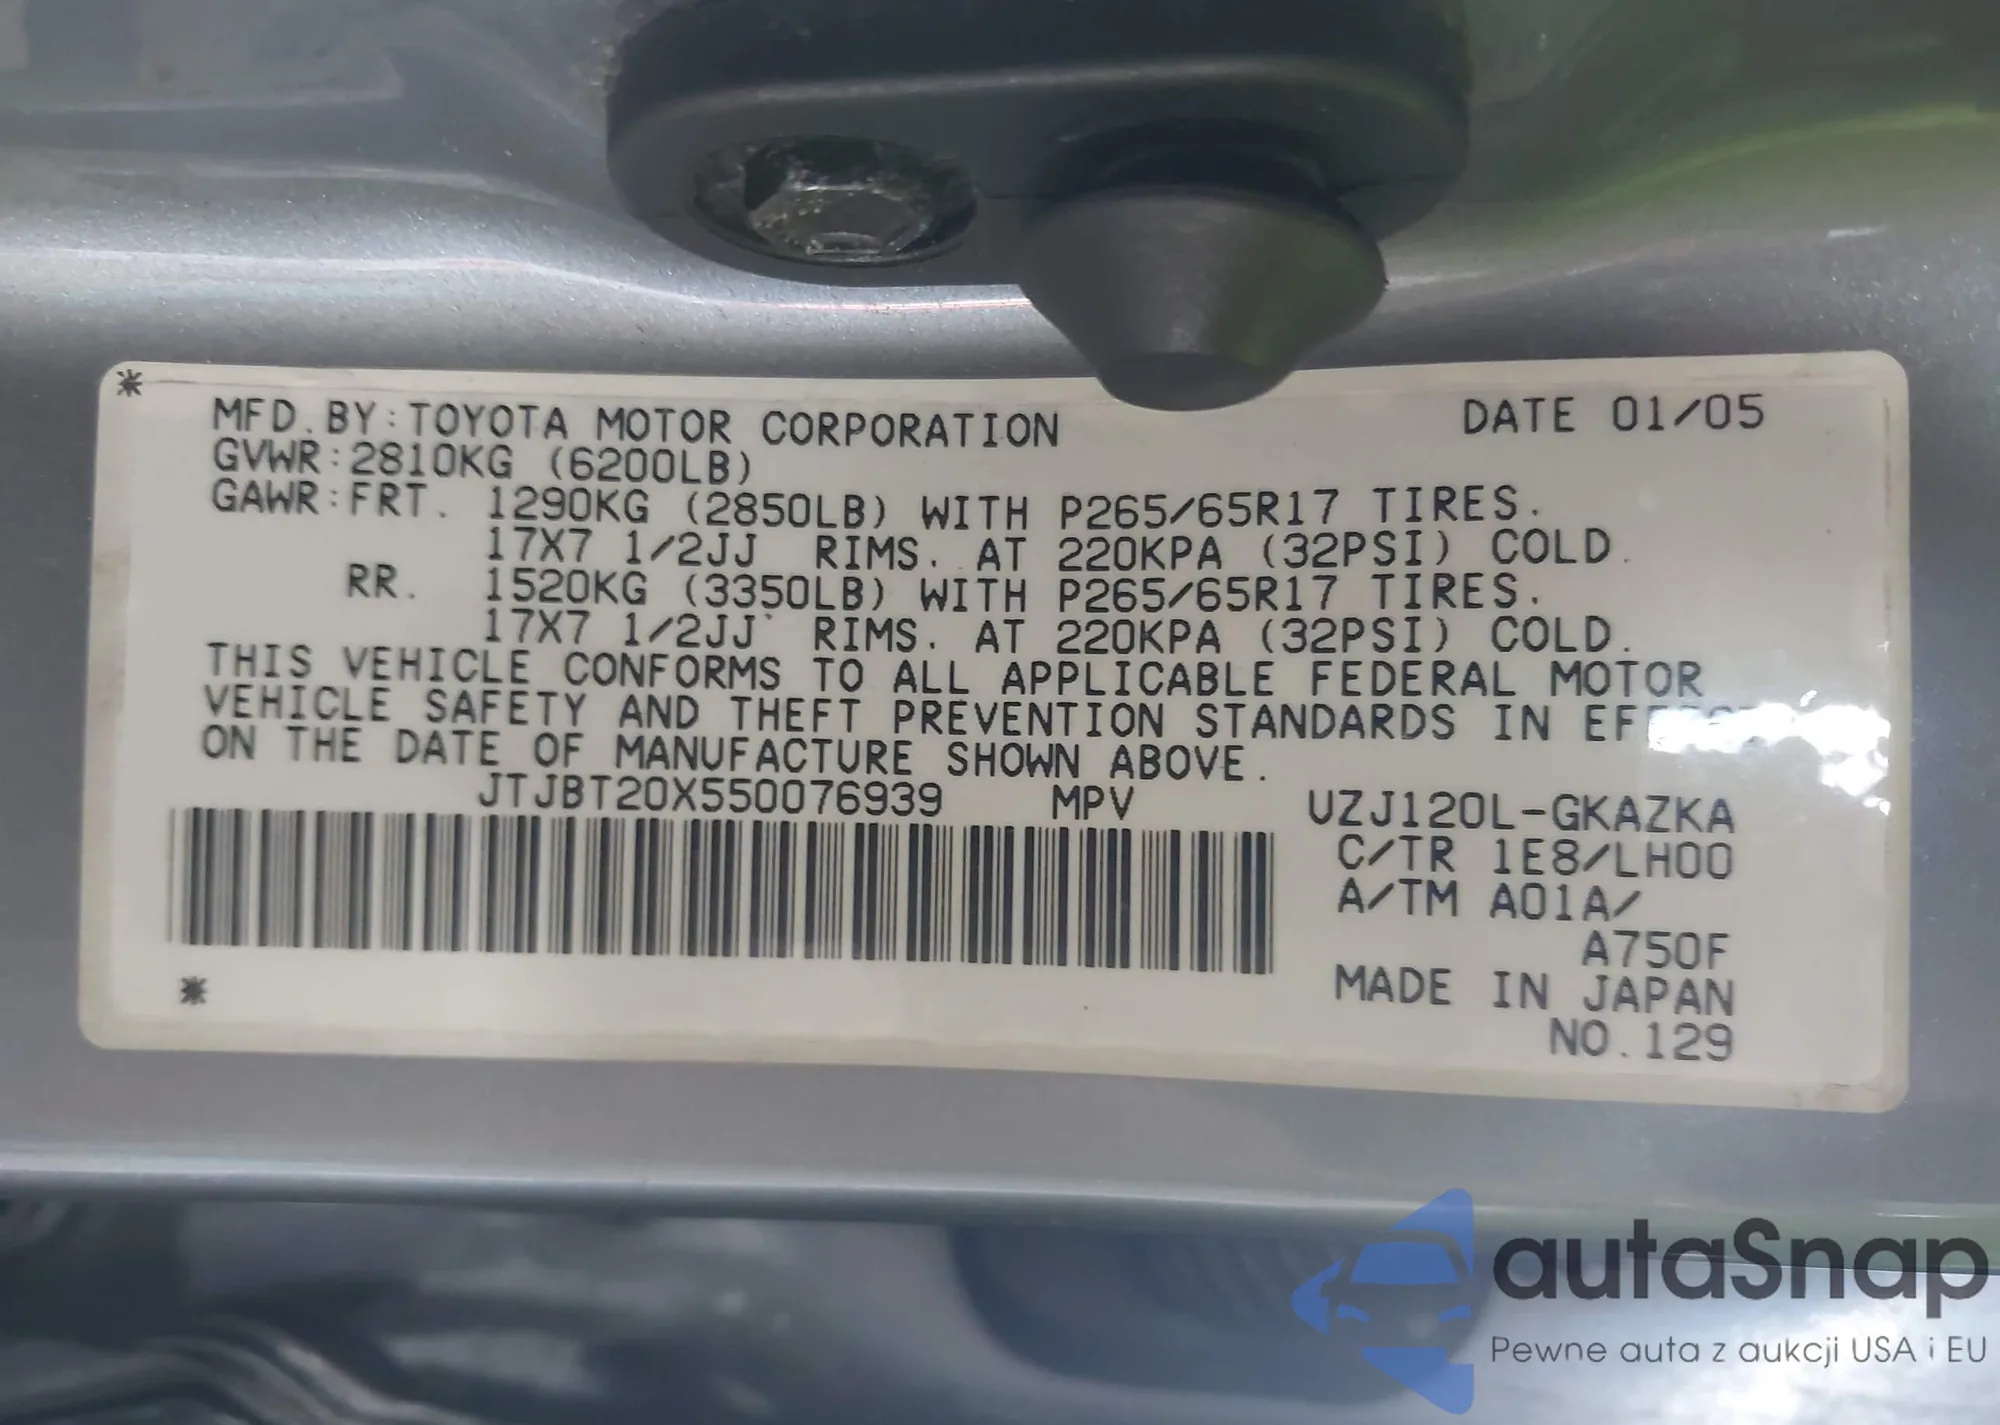 MFD.BY:TOYOTA MOTOR CORPORATION DATE 01/05
GVWR:2810KG (6200LB)
GAWR:FRT. 1290KG (2850LB) WITH P265/65R17 TIRES.
17X7 1/2JJ RIMS. AT 220KPA (32PSI) COLD.
RR. 1520KG (3350LB) WITH P265/65R17 TIRES.
17X7 1/2JJ RIMS. AT 220KPA (32PSI) COLD.
THIS VEHICLE CONFORMS TO ALL APPLICABLE FEDERAL MOTOR
VEHICLE SAFETY AND THEFT PREVENTION STANDARDS IN
ON THE DATE OF MANUFACTURE SHOWN ABOVE.
JTJBT20X550076939 MPV UZJ120L-GKAZKA
C/TR 1E8/LH00
A/TM A01A/
A750F
MADE IN JAPAN
NO.129
autaSnap
Pewne auta z aukcji USA i EU